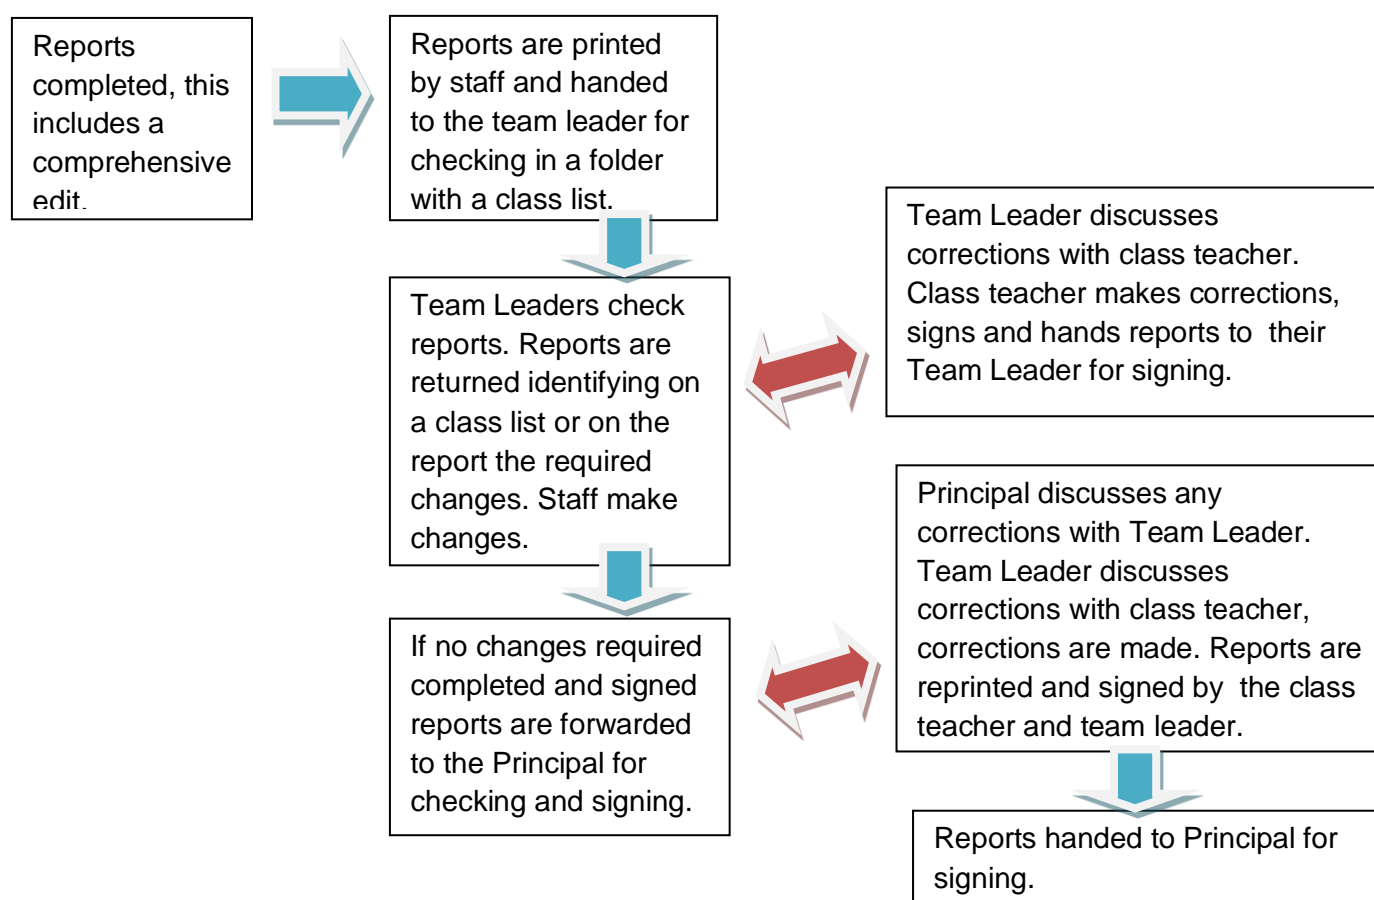 Reports
completed, this
includes a
comprehensive
edit.
Reports are printed
by staff and handed
to the team leader for
checking in a folder
with a class list.
Team Leader discusses
corrections with class teacher.
Class teacher makes corrections,
signs and hands reports to  their
Team Leader for signing.
Team Leaders check
reports. Reports are
returned identifying on
a class list or on the
report the required
changes. Staff make
changes.
Principal discusses any
corrections with Team Leader.
Team Leader discusses
corrections with class teacher,
corrections are made. Reports are
reprinted and signed by  the class
teacher and team leader.
If no changes required
completed and signed
reports are forwarded
to the Principal for
checking and signing.
Reports handed to Principal for
signing.